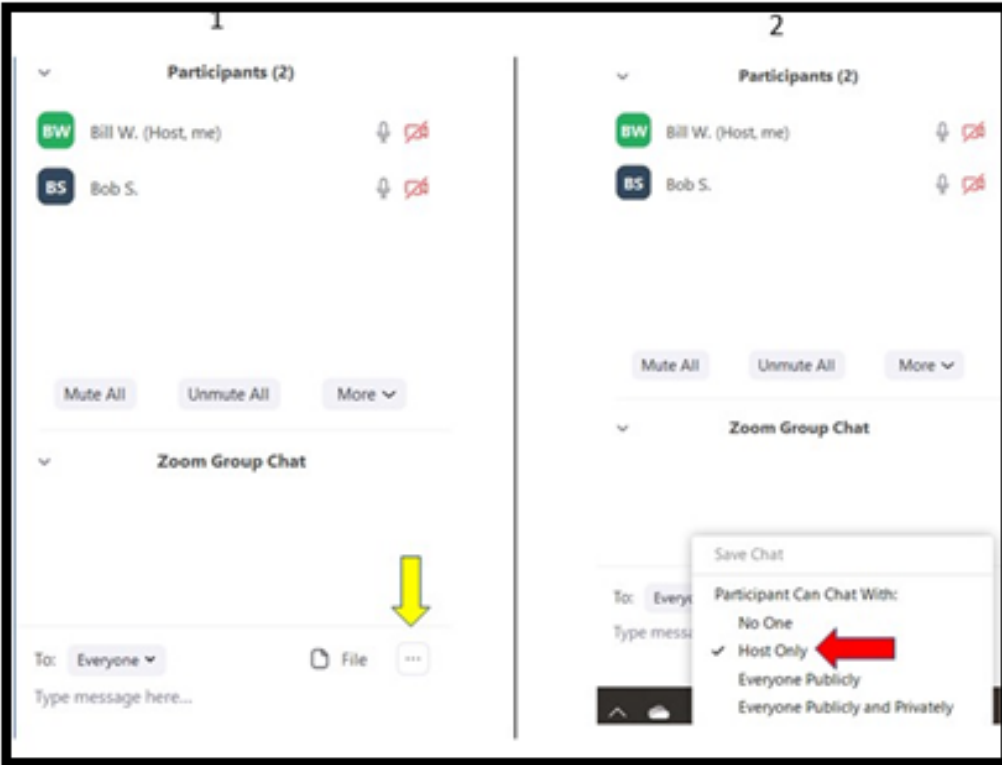 1
Participants (2)
BW Bill W. (Host, me)
BS Bob S.
Mute All Unmute All More
Zoom Group Chat
To: Everyone File ...
Type message here...
2
Participants (2)
BW Bill W. (Host, me)
BS Bob S.
Mute All Unmute All More
Zoom Group Chat
Save Chat
To: Everyo
Participant Can Chat With:
No One
Type messa
Host Only
Everyone Publicly
Everyone Publicly and Privately